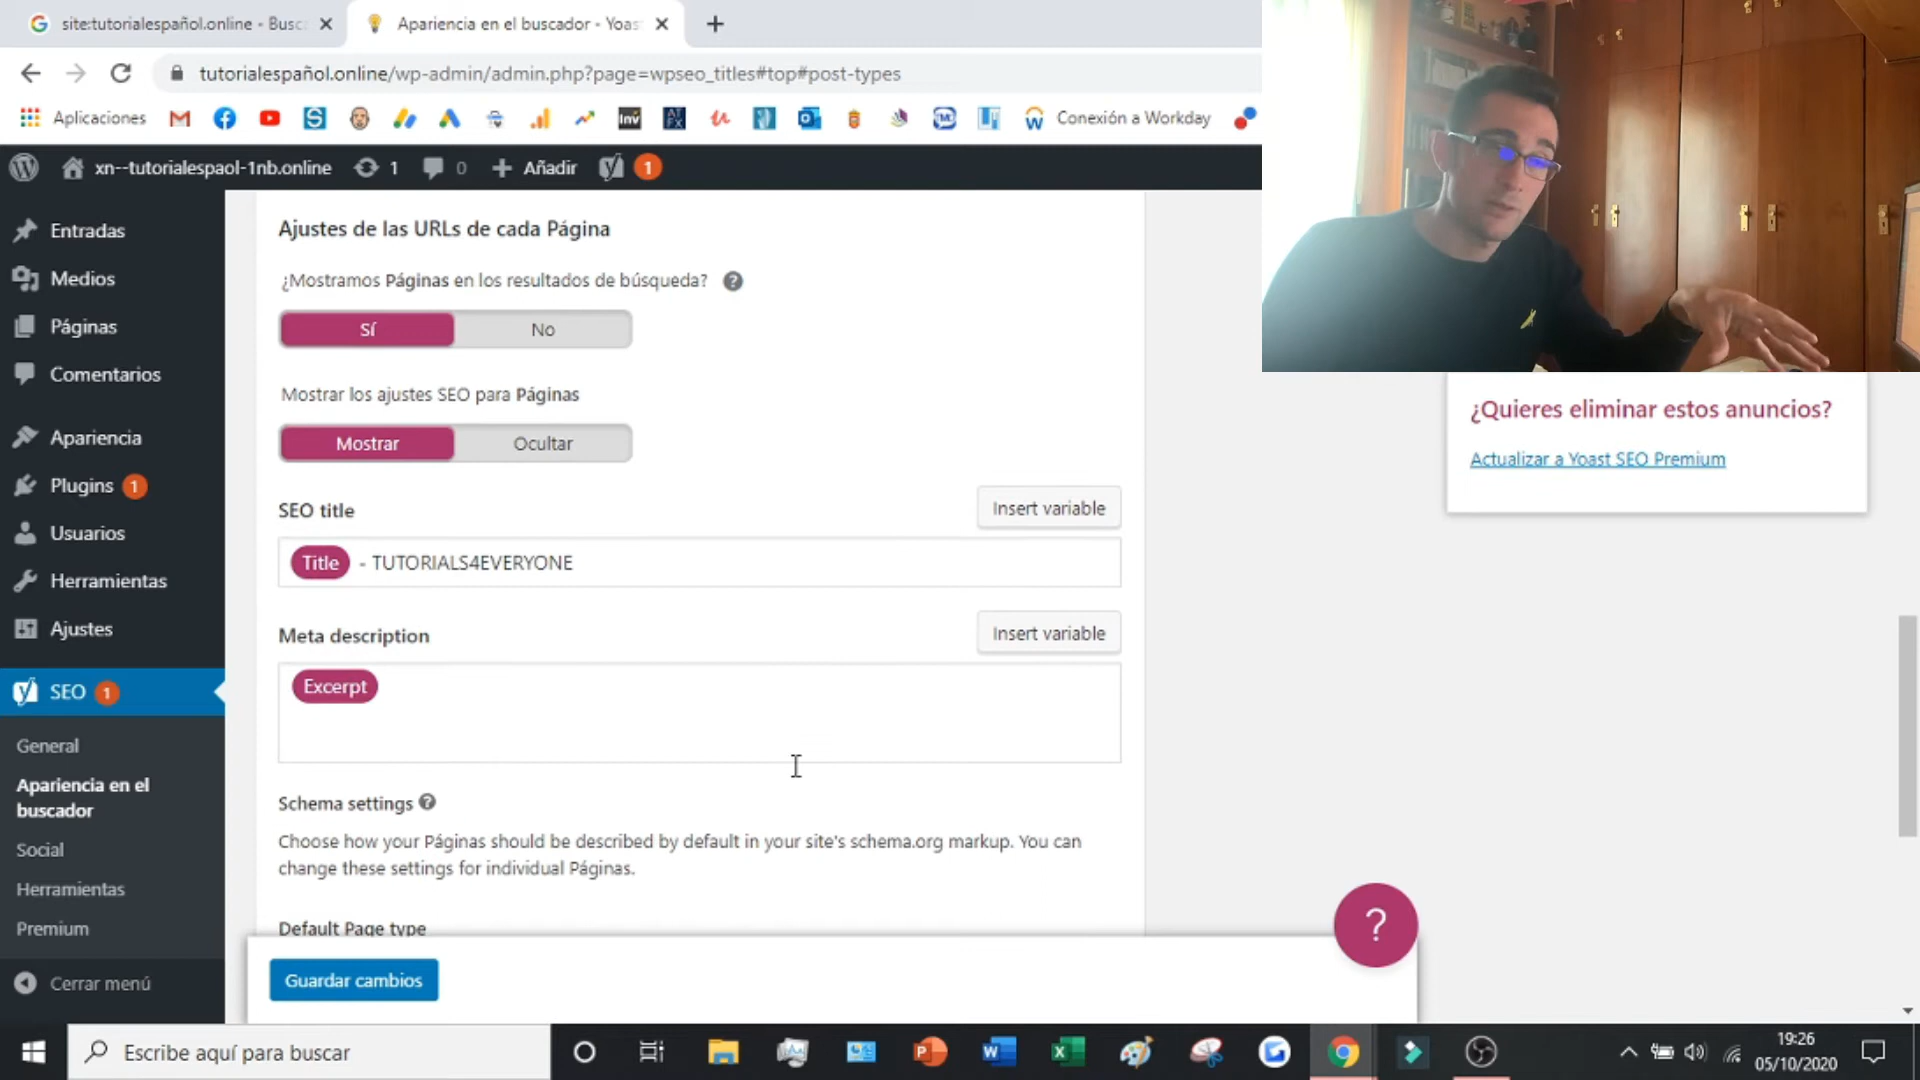 site:tutorialespañol.online - Busc
Apariencia en el buscador - Yoas
tutorialespañol.online/wp-admin/admin.php?page=wpseo_titles#top#post-types
Aplicaciones
Conexión a Workday
xn--tutorialespaol-1nb.online
1
0
Añadir
1
Entradas
Medios
Páginas
Comentarios
Apariencia
Plugins 1
Usuarios
Herramientas
Ajustes
SEO 1
General
Apariencia en el
buscador
Social
Herramientas
Premium
Cerrar menú
Ajustes de las URLs de cada Página
¿Mostramos Páginas en los resultados de búsqueda? ?
Sí No
Mostrar los ajustes SEO para Páginas
Mostrar Ocultar
SEO title
Insert variable
Title - TUTORIALS4EVERYONE
Meta description
Insert variable
Excerpt
Schema settings ?
Choose how your Páginas should be described by default in your site's schema.org markup. You can
change these settings for individual Páginas.
Default Page type
Guardar cambios
?
¿Quieres eliminar estos anuncios?
Actualizar a Yoast SEO Premium
Escribe aquí para buscar
19:26
05/10/2020